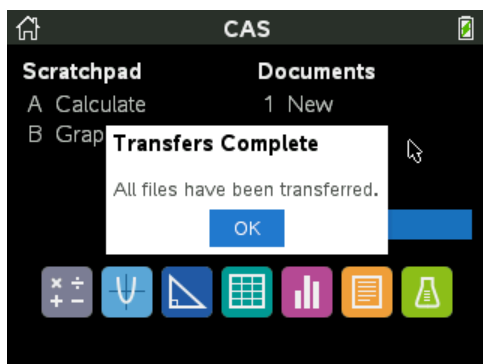 CAS
Scratchpad
Documents
A Calculate
1 New
B Grap
Transfers Complete
All files have been transferred.
OK